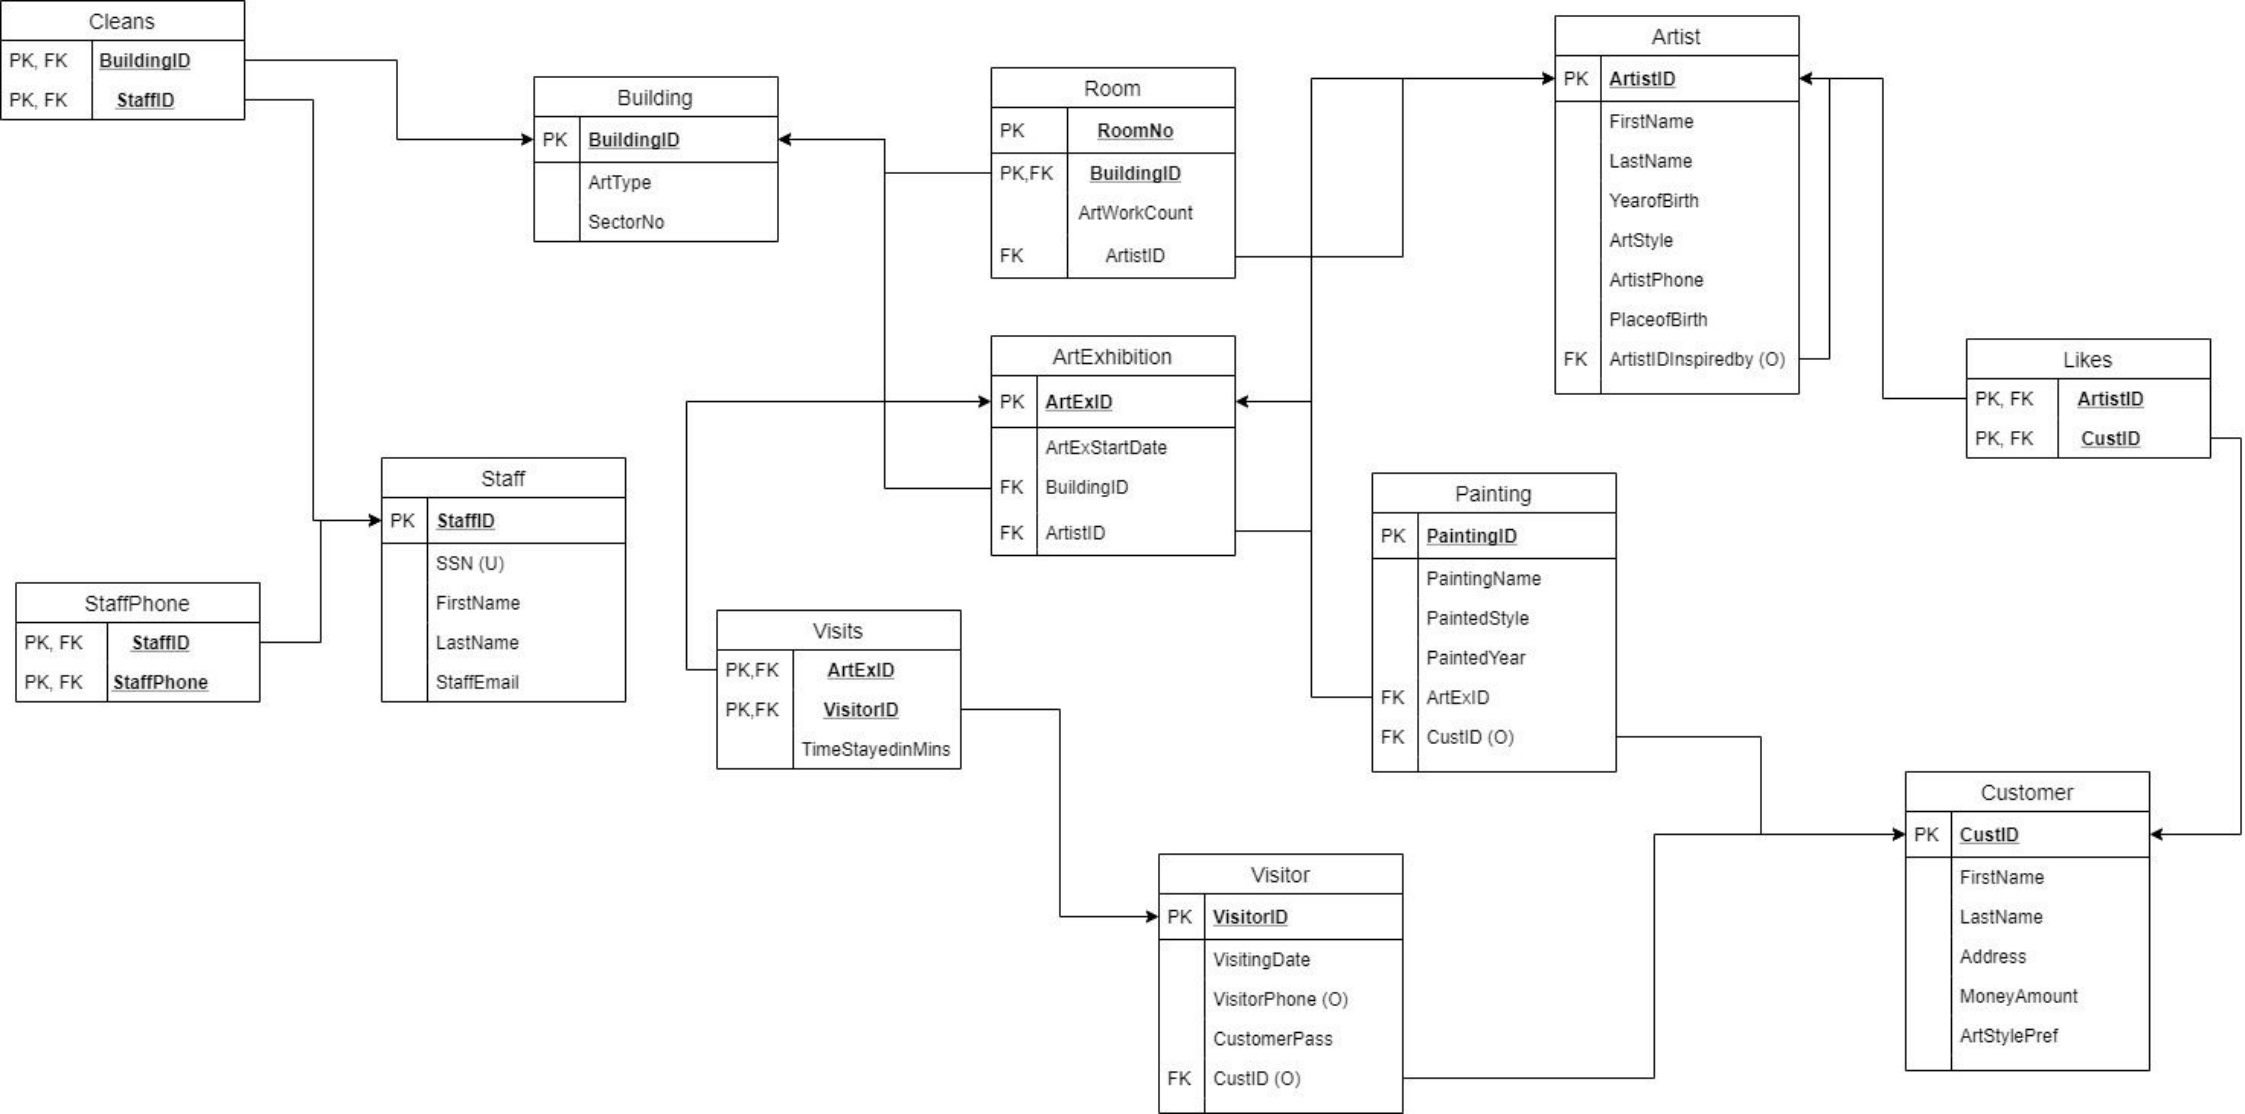 Cleans
PK, FK BuildingID
PK, FK StaffID
Building
PK BuildingID
ArtType
SectorNo
Room
PK RoomNo
PK,FK BuildingID
ArtWorkCount
FK ArtistID
Artist
PK ArtistID
FirstName
LastName
YearofBirth
ArtStyle
ArtistPhone
PlaceofBirth
FK ArtistIDInspiredby (O)
Likes
PK, FK ArtistID
PK, FK CustID
ArtExhibition
PK ArtExID
ArtExStartDate
FK BuildingID
FK ArtistID
Staff
PK StaffID
SSN (U)
FirstName
LastName
StaffEmail
StaffPhone
PK, FK StaffID
PK, FK StaffPhone
Visits
PK,FK ArtExID
PK,FK VisitorID
TimeStayedinMins
Painting
PK PaintingID
PaintingName
PaintedStyle
PaintedYear
FK ArtExID
FK CustID (O)
Visitor
PK VisitorID
VisitingDate
VisitorPhone (O)
CustomerPass
FK CustID (O)
Customer
PK CustID
FirstName
LastName
Address
MoneyAmount
ArtStylePref